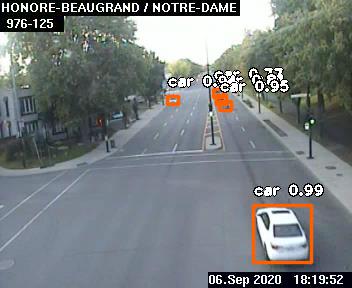 HONORE-BEAUGRAND / NOTRE-DAME
976-125
car 0.95
car 0.99
06.Sep 2020 18:19:52